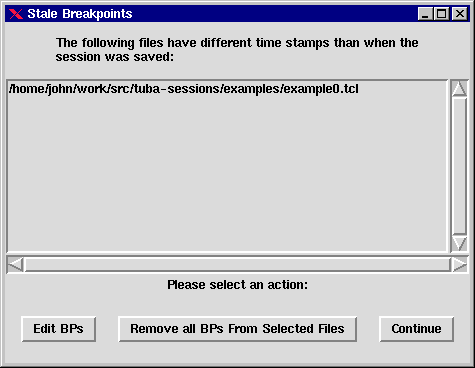 Stale Breakpoints
The following files have different time stamps than when the
session was saved:
/home/john/work/src/tuba-sessions/examples/example0.tcl
Please select an action:
Edit BPs
Remove all BPs From Selected Files
Continue